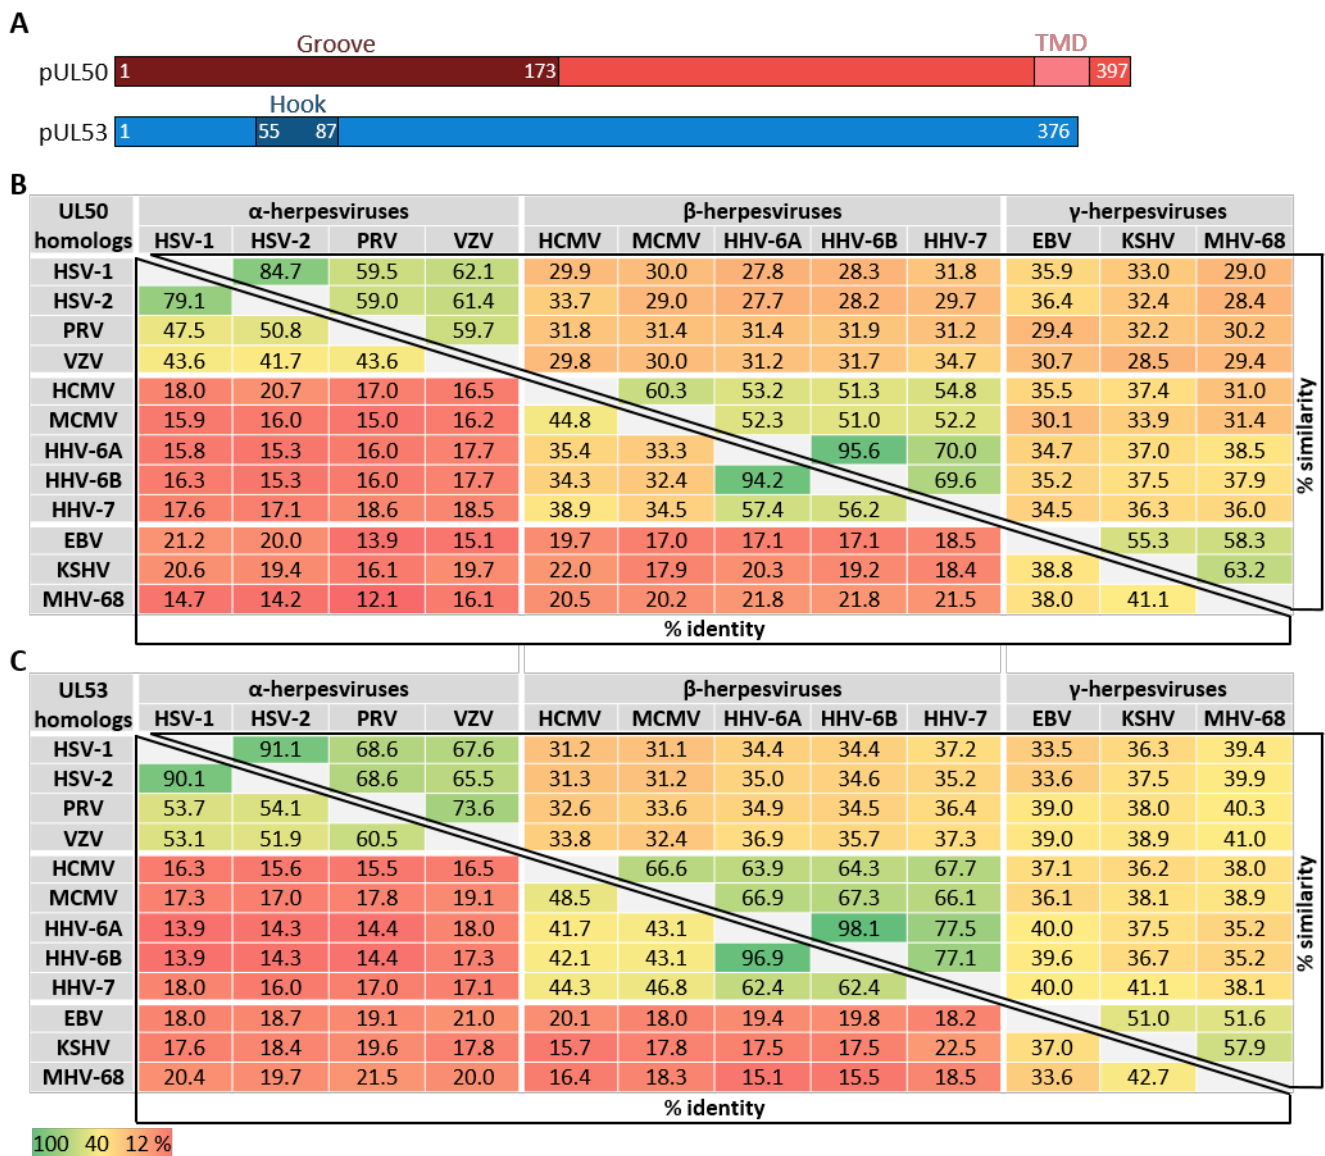 A
Groove TMD
pUL50 1 173 397
Hook
pUL53 1 55 87 376
B
UL50 α-herpesviruses β-herpesviruses γ-herpesviruses
homologs HSV-1 HSV-2 PRV VZV HCMV MCMV HHV-6A HHV-6B HHV-7 EBV KSHV MHV-68
HSV-1 84.7 59.5 62.1 29.9 30.0 27.8 28.3 31.8 35.9 33.0 29.0
HSV-2 79.1 59.0 61.4 33.7 29.0 27.7 28.2 29.7 36.4 32.4 28.4
PRV 47.5 50.8 59.7 31.8 31.4 31.4 31.9 31.2 29.4 32.2 30.2
VZV 43.6 41.7 43.6 29.8 30.0 31.2 31.7 34.7 30.7 28.5 29.4
HCMV 18.0 20.7 17.0 16.5 60.3 53.2 51.3 54.8 35.5 37.4 31.0
MCMV 15.9 16.0 15.0 16.2 44.8 52.3 51.0 52.2 30.1 33.9 31.4
HHV-6A 15.8 15.3 16.0 17.7 35.4 33.3 95.6 70.0 34.7 37.0 38.5
HHV-6B 16.3 15.3 16.0 17.7 34.3 32.4 94.2 69.6 35.2 37.5 37.9
HHV-7 17.6 17.1 18.6 18.5 38.9 34.5 57.4 56.2 34.5 36.3 36.0
EBV 21.2 20.0 13.9 15.1 19.7 17.0 17.1 17.1 18.5 55.3 58.3
KSHV 20.6 19.4 16.1 19.7 22.0 17.9 20.3 19.2 18.4 38.8 63.2
MHV-68 14.7 14.2 12.1 16.1 20.5 20.2 21.8 21.8 21.5 38.0 41.1
% similarity
% identity
C
UL53 α-herpesviruses β-herpesviruses γ-herpesviruses
homologs HSV-1 HSV-2 PRV VZV HCMV MCMV HHV-6A HHV-6B HHV-7 EBV KSHV MHV-68
HSV-1 91.1 68.6 67.6 31.2 31.1 34.4 34.4 37.2 33.5 36.3 39.4
HSV-2 90.1 68.6 65.5 31.3 31.2 35.0 34.6 35.2 33.6 37.5 39.9
PRV 53.7 54.1 73.6 32.6 33.6 34.9 34.5 36.4 39.0 38.0 40.3
VZV 53.1 51.9 60.5 33.8 32.4 36.9 35.7 37.3 39.0 38.9 41.0
HCMV 16.3 15.6 15.5 16.5 66.6 63.9 64.3 67.7 37.1 36.2 38.0
MCMV 17.3 17.0 17.8 19.1 48.5 66.9 67.3 66.1 36.1 38.1 38.9
HHV-6A 13.9 14.3 14.4 18.0 41.7 43.1 98.1 77.5 40.0 37.5 35.2
HHV-6B 13.9 14.3 14.4 17.3 42.1 43.1 96.9 77.1 39.6 36.7 35.2
HHV-7 18.0 16.0 17.0 17.1 44.3 46.8 62.4 62.4 40.0 41.1 38.1
EBV 18.0 18.7 19.1 21.0 20.1 18.0 19.4 19.8 18.2 51.0 51.6
KSHV 17.6 18.4 19.6 17.8 15.7 17.8 17.5 17.5 22.5 37.0 57.9
MHV-68 20.4 19.7 21.5 20.0 16.4 18.3 15.1 15.5 18.5 33.6 42.7
% similarity
% identity
100 40 12 %